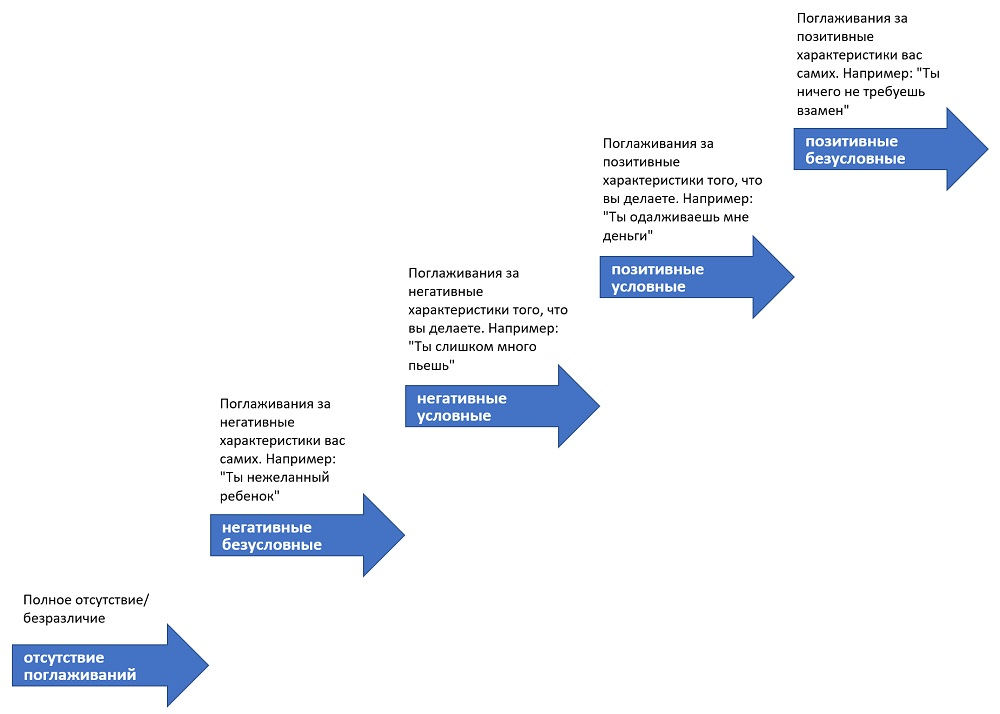 Поглаживания за
позитивные
характеристики вас
самих. Например: "Ты
ничего не требуешь
взамен"
позитивные
безусловные
Поглаживания за
позитивные
характеристики того, что
вы делаете. Например:
"Ты одалживаешь мне
деньги"
позитивные
условные
Поглаживания за
негативные
характеристики того, что
вы делаете. Например:
"Ты слишком много
пьешь"
негативные
условные
Поглаживания за
негативные
характеристики вас
самих. Например:
"Ты нежеланный
ребенок"
негативные
безусловные
Полное отсутствие/
безразличие
отсутствие
поглаживаний